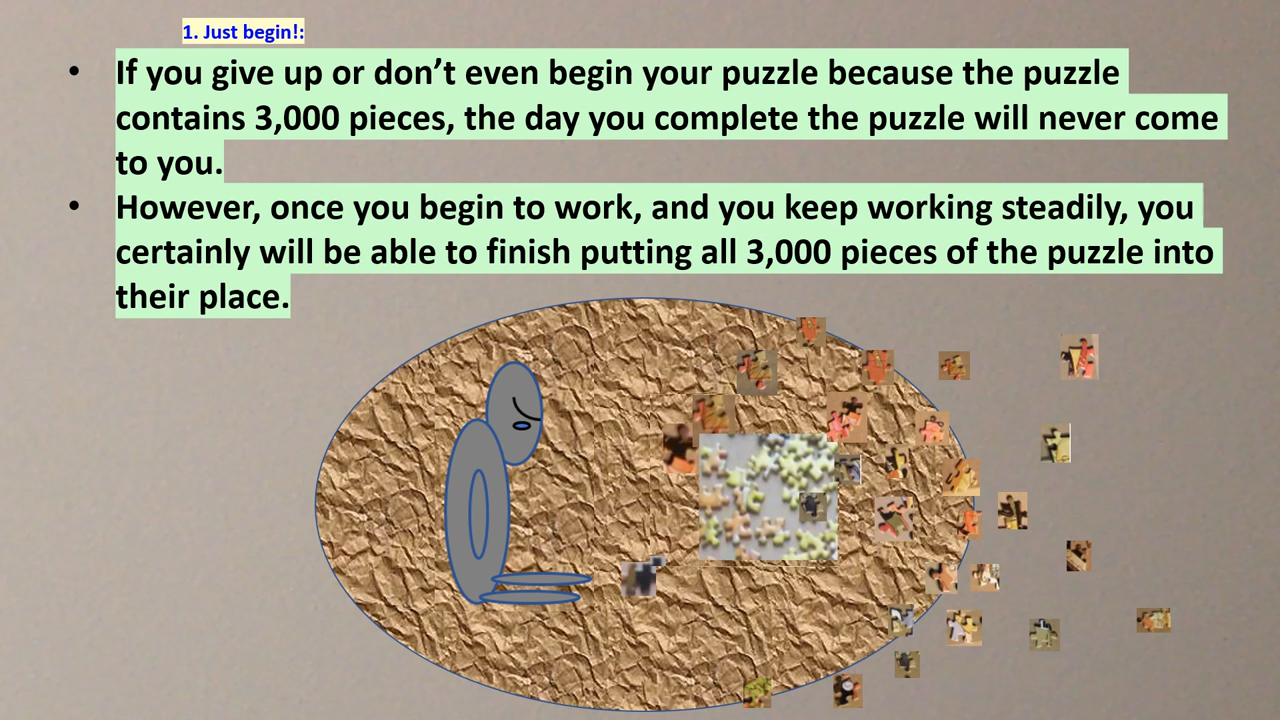 1. Just begin!:
• If you give up or don’t even begin your puzzle because the puzzle
contains 3,000 pieces, the day you complete the puzzle will never come
to you.
• However, once you begin to work, and you keep working steadily, you
certainly will be able to finish putting all 3,000 pieces of the puzzle into
their place.